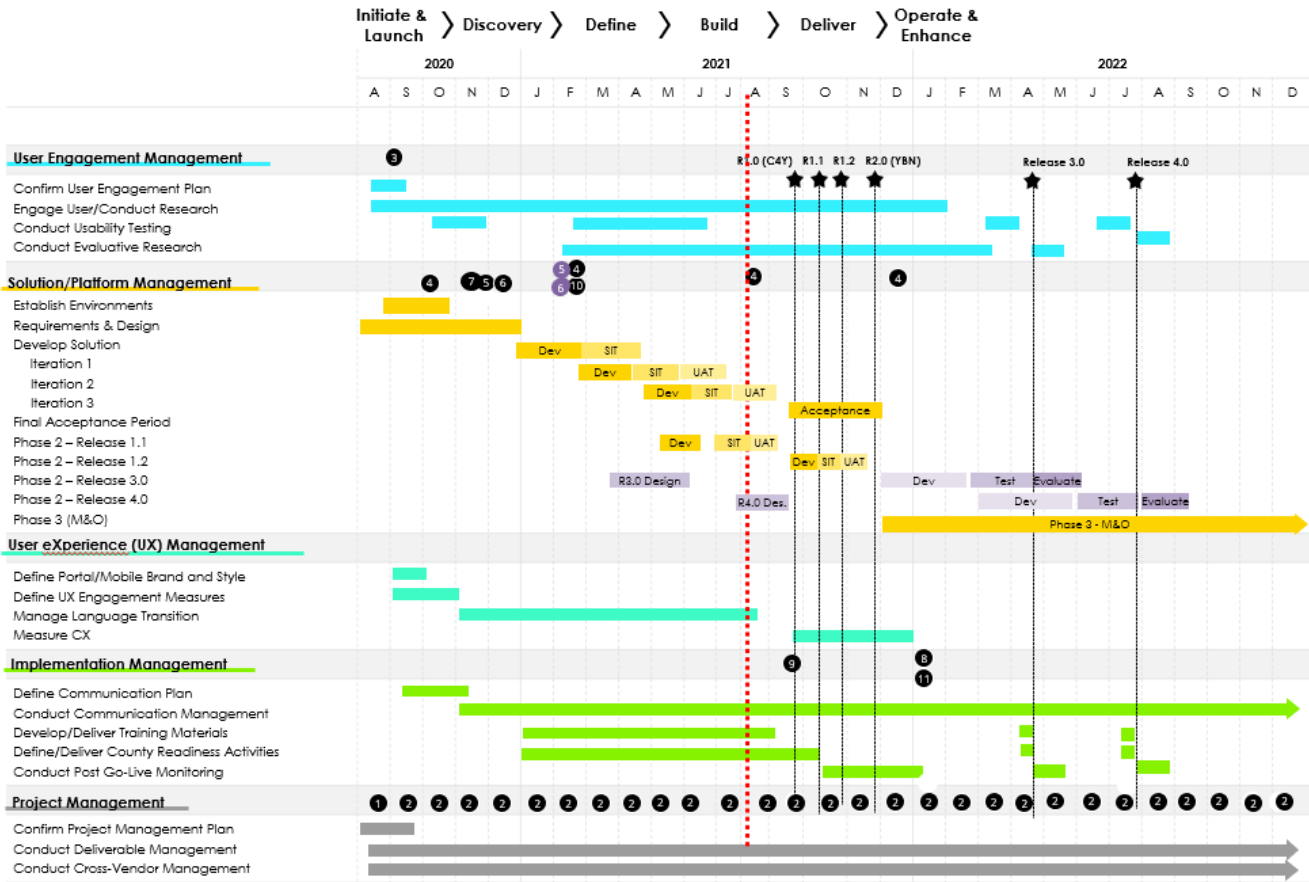 Initiate & Launch Discovery Define Build Deliver Operate & Enhance
2020 2021 2022
A S O N D J F M A M J J A S O N D J F M A M J J A S O N D
User Engagement Management 3 R1.0 (C4Y) R1.1 R1.2 R2.0 (YBN) Release 3.0 Release 4.0
Confirm User Engagement Plan
Engage User/Conduct Research
Conduct Usability Testing
Conduct Evaluative Research
Solution/Platform Management 4 7 5 6 5 4 6 10 4 4
Establish Environments
Requirements & Design
Develop Solution Dev SIT
Iteration 1 Dev SIT UAT
Iteration 2 Dev SIT UAT
Iteration 3 Acceptance
Final Acceptance Period
Phase 2 – Release 1.1 Dev SIT UAT
Phase 2 – Release 1.2 Dev SIT UAT
Phase 2 – Release 3.0 R3.0 Design Dev Test Evaluate
Phase 2 – Release 4.0 R4.0 Des. Dev Test Evaluate
Phase 3 (M&O) Phase 3 - M&O
User eXperience (UX) Management
Define Portal/Mobile Brand and Style
Define UX Engagement Measures
Manage Language Transition
Measure CX
Implementation Management 9 8 11
Define Communication Plan
Conduct Communication Management
Develop/Deliver Training Materials
Define/Deliver County Readiness Activities
Conduct Post Go-Live Monitoring
Project Management 1 2 2 2 2 2 2 2 2 2 2 2 2 2 2 2 2 2 2 2 2 2 2 2 2 2 2 2 2
Confirm Project Management Plan
Conduct Deliverable Management
Conduct Cross-Vendor Management